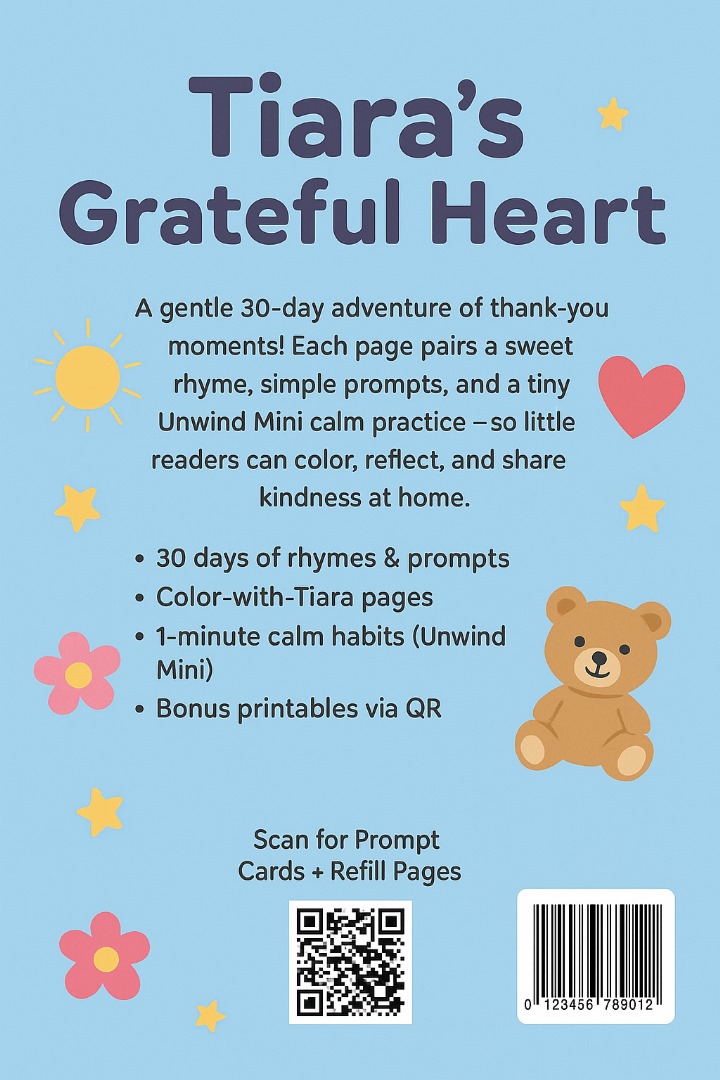 Tiara's
Grateful Heart
A gentle 30-day adventure of thank-you
moments! Each page pairs a sweet
rhyme, simple prompts, and a tiny
Unwind Mini calm practice – so little
readers can color, reflect, and share
kindness at home.
• 30 days of rhymes & prompts
• Color-with-Tiara pages
• 1-minute calm habits (Unwind
Mini)
• Bonus printables via QR
Scan for Prompt
Cards + Refill Pages
0 123456 789012